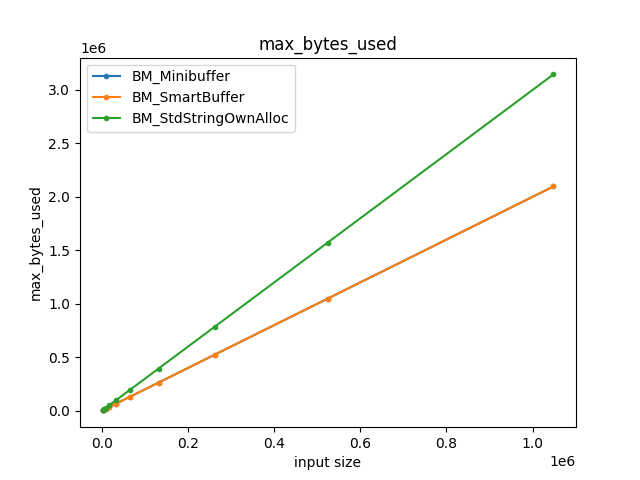 max_bytes_used
1e6
BM_Minibuffer
BM_SmartBuffer
BM_StdStringOwnAlloc
3.0
2.5
2.0
1.5
1.0
0.5
0.0
max_bytes_used
0.0 0.2 0.4 0.6 0.8 1.0
input size
1e6